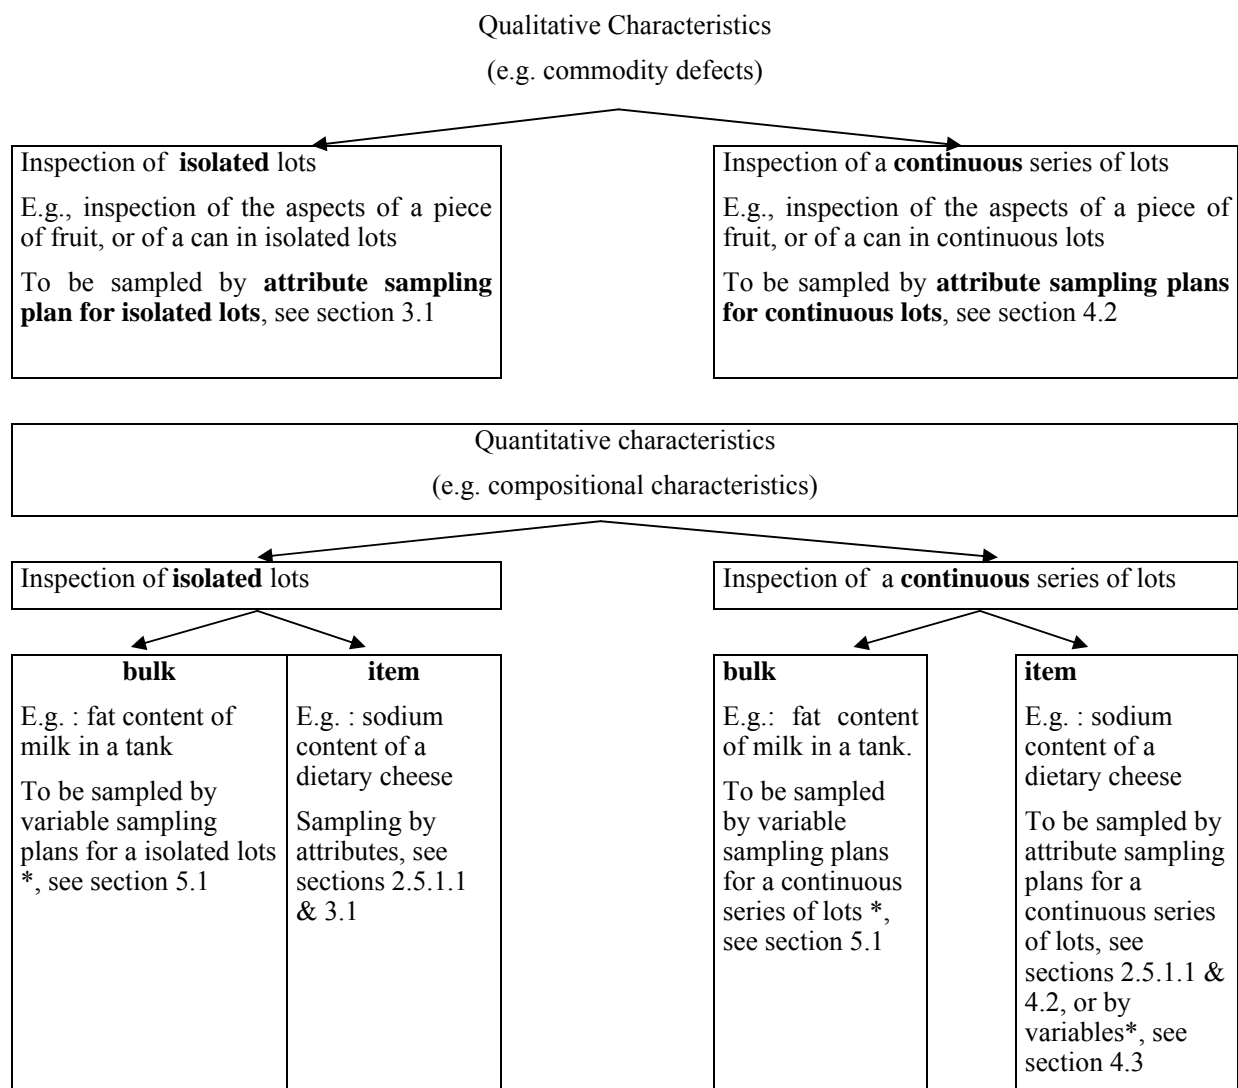 Qualitative Characteristics
(e.g. commodity defects)
Inspection of isolated lots
E.g., inspection of the aspects of a piece
of fruit, or of a can in isolated lots
To be sampled by attribute sampling
plan for isolated lots, see section 3.1
Inspection of a continuous series of lots
E.g., inspection of the aspects of a piece of
fruit, or of a can in continuous lots
To be sampled by attribute sampling plans
for continuous lots, see section 4.2
Quantitative characteristics
(e.g. compositional characteristics)
Inspection of isolated lots
Inspection of a continuous series of lots
bulk
E.g. : fat content of
milk in a tank
To be sampled by
variable sampling
plans for a isolated lots
*, see section 5.1
item
E.g. : sodium
content of a
dietary cheese
Sampling by
attributes, see
sections 2.5.1.1
& 3.1
bulk
E.g.: fat content
of milk in a tank.
To be sampled
by variable
sampling plans
for a continuous
series of lots *,
see section 5.1
item
E.g. : sodium
content of a
dietary cheese
To be sampled by
attribute sampling
plans for a
continuous series
of lots, see
sections 2.5.1.1 &
4.2, or by
variables*, see
section 4.3